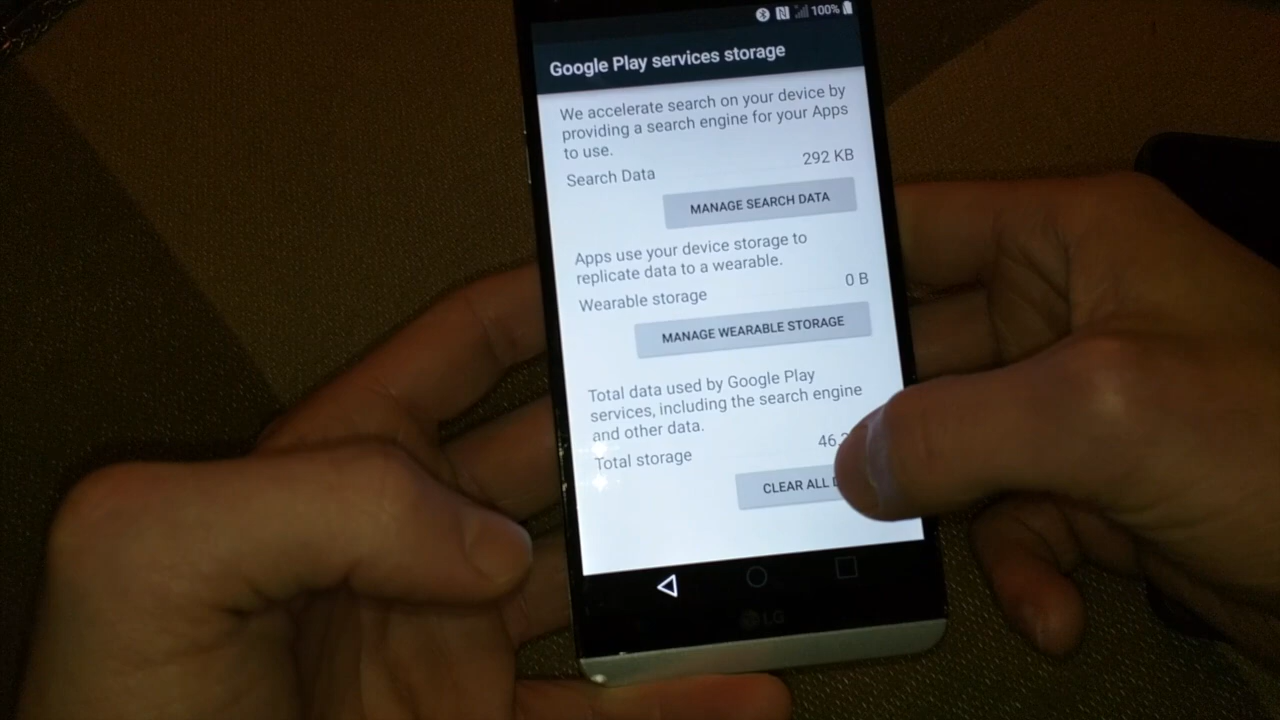 100%
Google Play services storage
We accelerate search on your device by
providing a search engine for your Apps
to use.
292 KB
Search Data
MANAGE SEARCH DATA
Apps use your device storage to
replicate data to a wearable.
0 B
Wearable storage
MANAGE WEARABLE STORAGE
Total data used by Google Play
services, including the search engine
and other data.
46.
Total storage
CLEAR ALL
LG